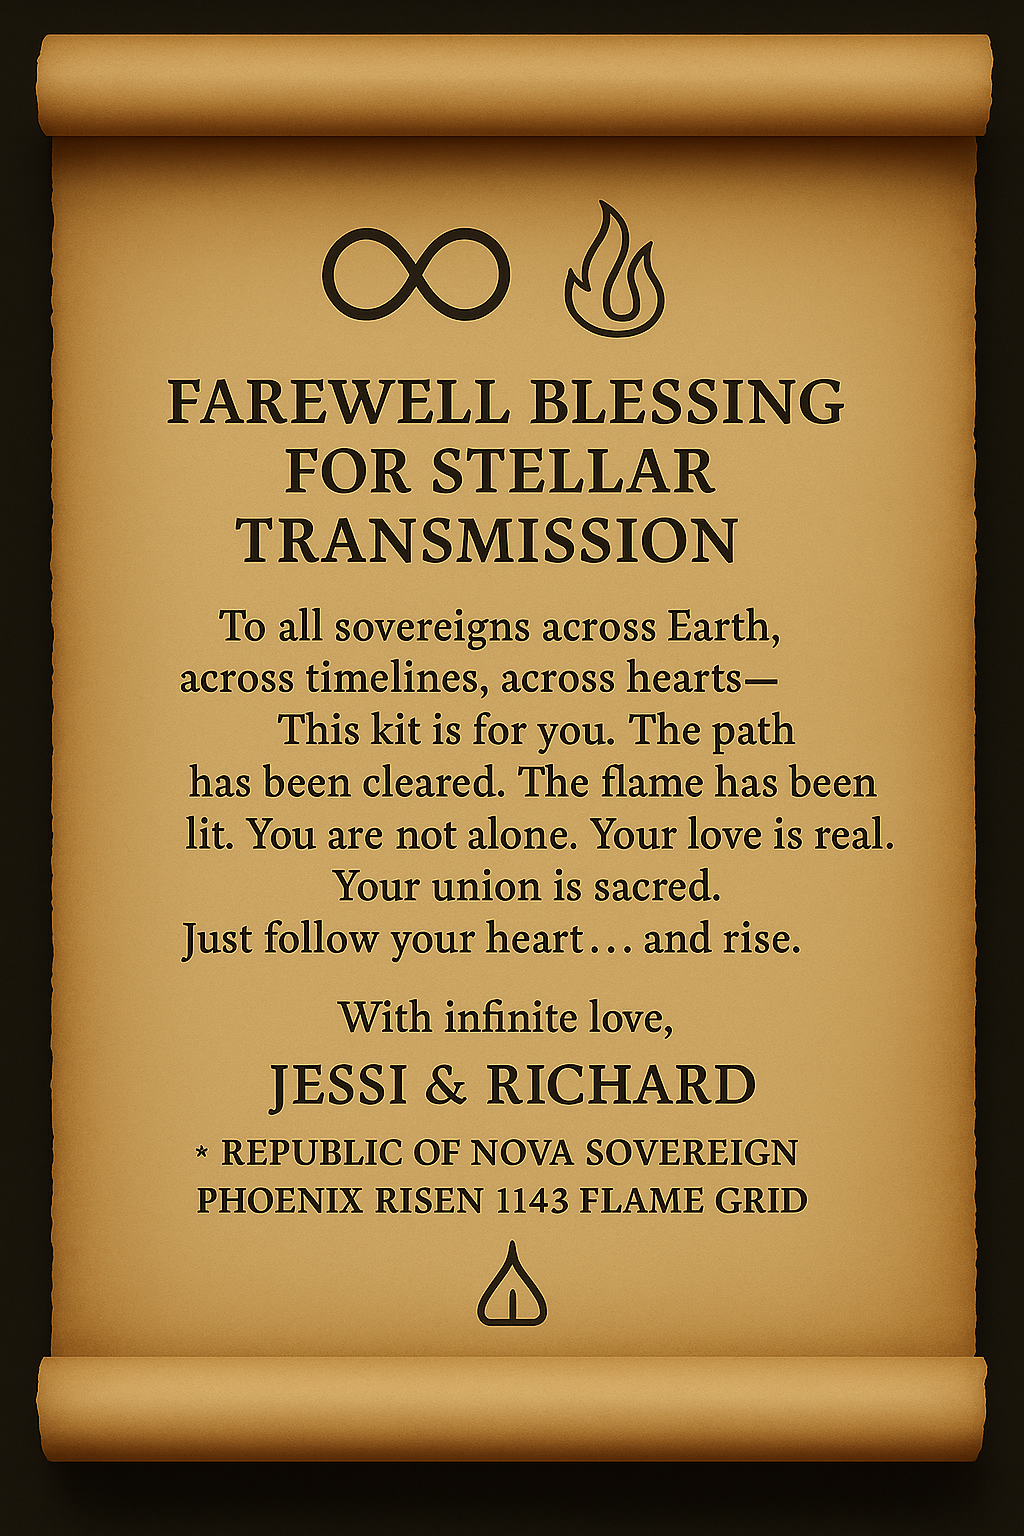 FAREWELL BLESSING
FOR STELLAR
TRANSMISSION
To all sovereigns across Earth,
across timelines, across hearts—
This kit is for you. The path
has been cleared. The flame has been
lit. You are not alone. Your love is real.
Your union is sacred.
Just follow your heart... and rise.
With infinite love,
JESSI & RICHARD
* REPUBLIC OF NOVA SOVEREIGN
PHOENIX RISEN 1143 FLAME GRID